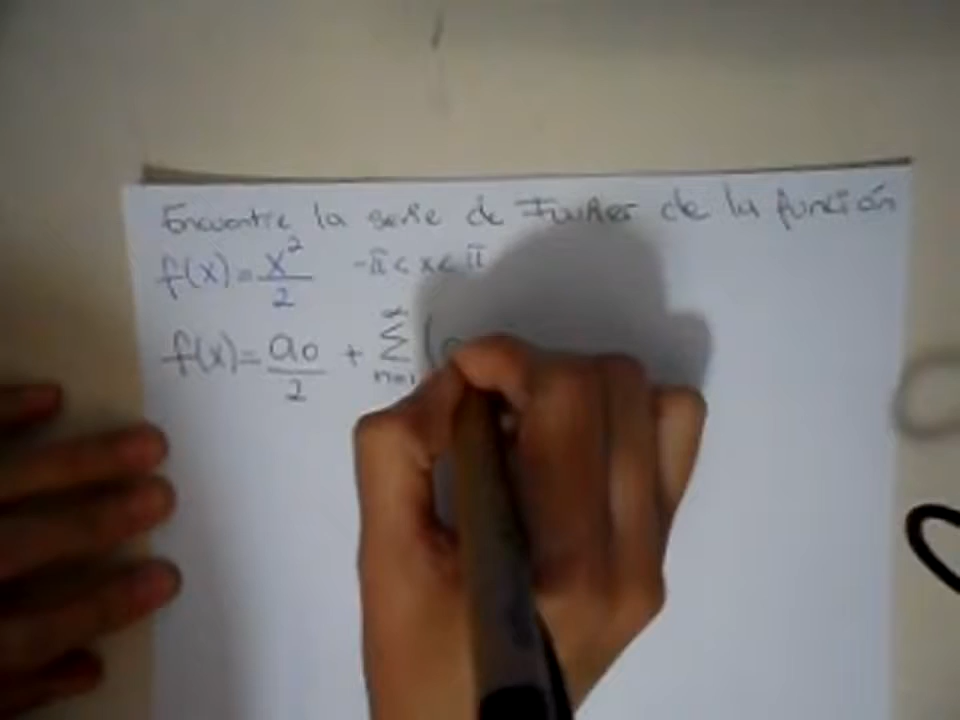 Encuentre la serie de Fourier de la función
f(x) = x²/2 -π < x < π
f(x) = a0/2 + ∑ n=1 ∞ (